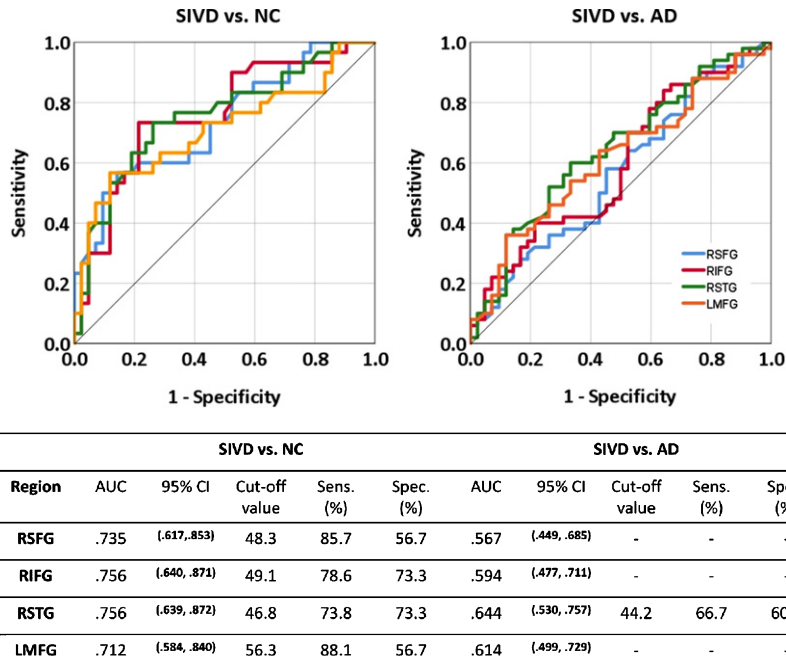 SIVD vs. NC
SIVD vs. AD
Sensitivity
1.0
0.8
0.6
0.4
0.2
0.0
0.0 0.2 0.4 0.6 0.8 1.0
1 - Specificity
Sensitivity
1.0
0.8
0.6
0.4
0.2
0.0
RSFG
RIFG
RSTG
LMFG
0.0 0.2 0.4 0.6 0.8 1.0
1 - Specificity
SIVD vs. NC SIVD vs. AD
Region AUC 95% CI Cut-off value Sens. (%) Spec. (%) AUC 95% CI Cut-off value Sens. (%)
RSFG .735 (.617,.853) 48.3 85.7 56.7 .567 (.449, .685) - - -
RIFG .756 (.640, .871) 49.1 78.6 73.3 .594 (.477, .711) - - -
RSTG .756 (.639, .872) 46.8 73.8 73.3 .644 (.530, .757) 44.2 66.7 60
LMFG .712 (.584, .840) 56.3 88.1 56.7 .614 (.499, .729) - - -